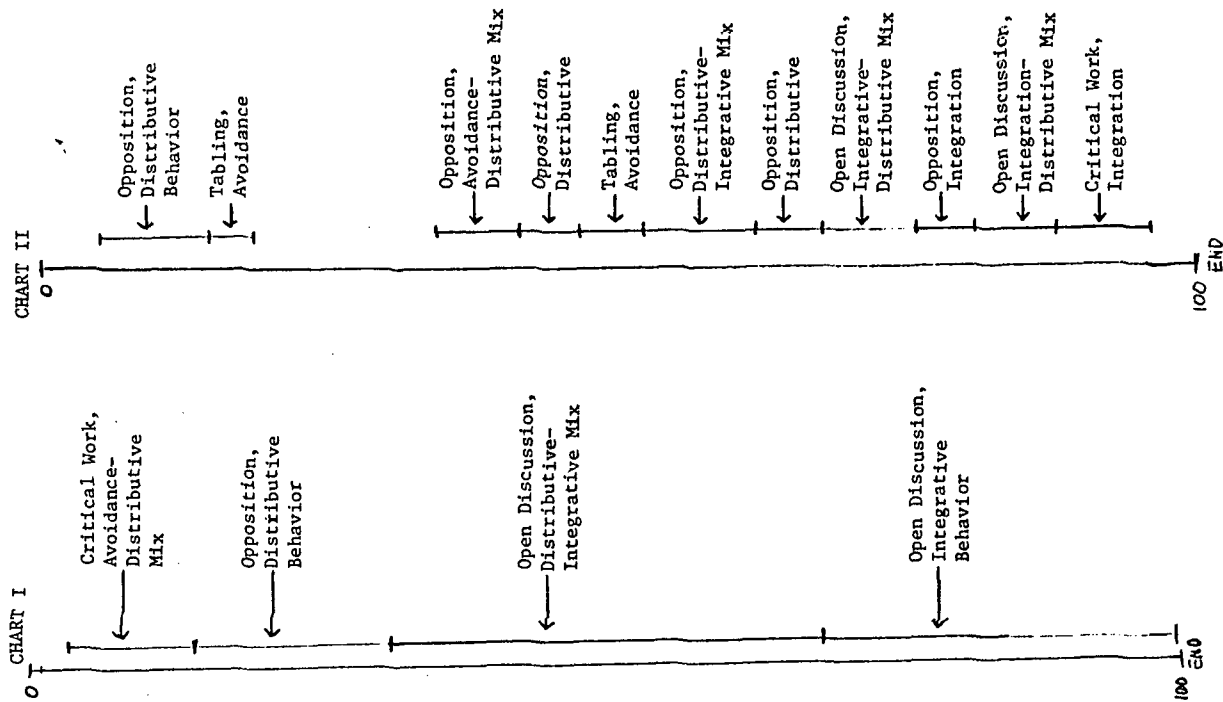 CHART I
0
Critical Work,
Avoidance-
Distributive
Mix
Opposition,
Distributive
Behavior
Open Discussion,
Distributive-
Integrative Mix
Open Discussion,
Integrative
Behavior
100
END
CHART II
0
Opposition,
Distributive
Behavior
Tabling,
Avoidance
Opposition,
Avoidance-
Distributive Mix
Opposition,
Distributive
Tabling,
Avoidance
Opposition,
Distributive-
Integrative Mix
Opposition,
Distributive
Open Discussion,
Integrative-
Distributive Mix
Opposition,
Integration
Open Discussion,
Integration-
Distributive Mix
Critical Work,
Integration
100
END